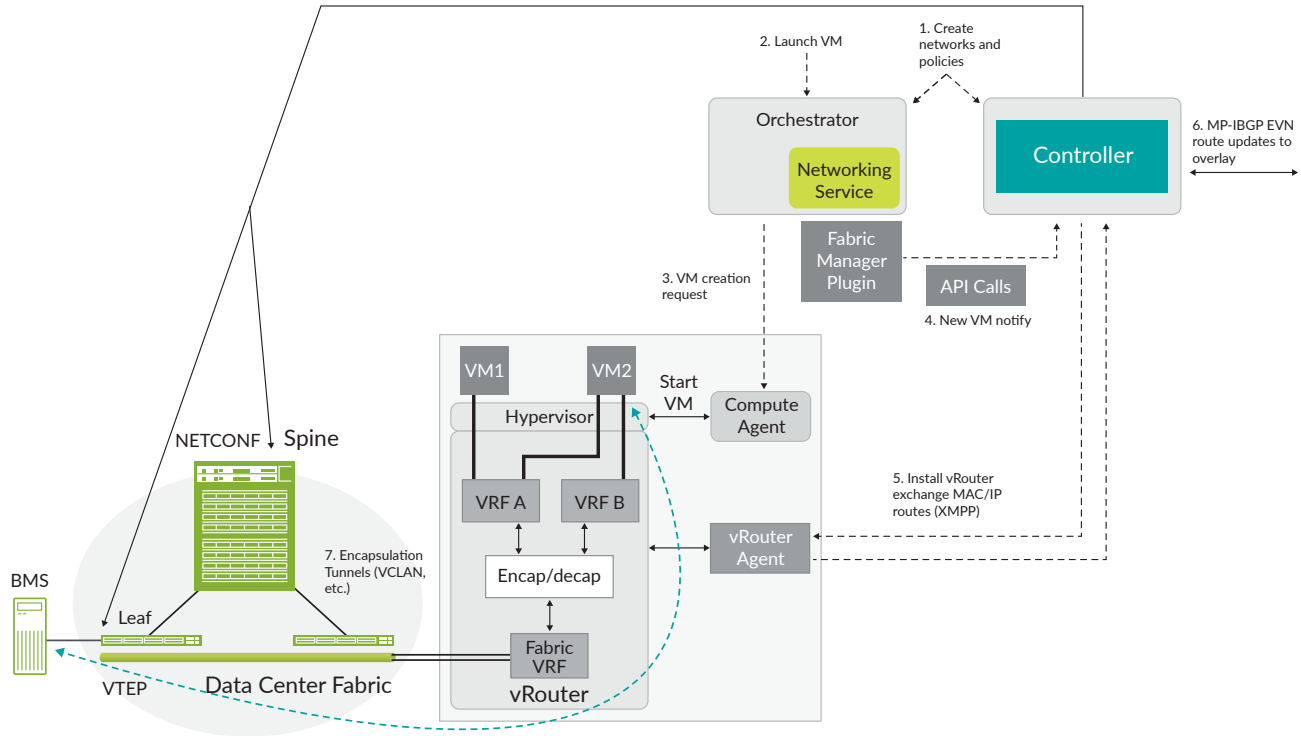 1. Create
networks and
policies
2. Launch VM
Orchestrator
Networking
Service
Controller
6. MP-IBGP EVN
route updates to
overlay
Fabric
Manager
Plugin
API Calls
3. VM creation
request
4. New VM notify
VM1
VM2
Start
VM
Hypervisor
Compute
Agent
NETCONF
Spine
VRF A
VRF B
5. Install vRouter
exchange MAC/IP
routes (XMPP)
vRouter
Agent
7. Encapsulation
Tunnels (VCLAN,
etc.)
BMS
Encap/decap
Leaf
Fabric
VRF
VTEP
Data Center Fabric
vRouter